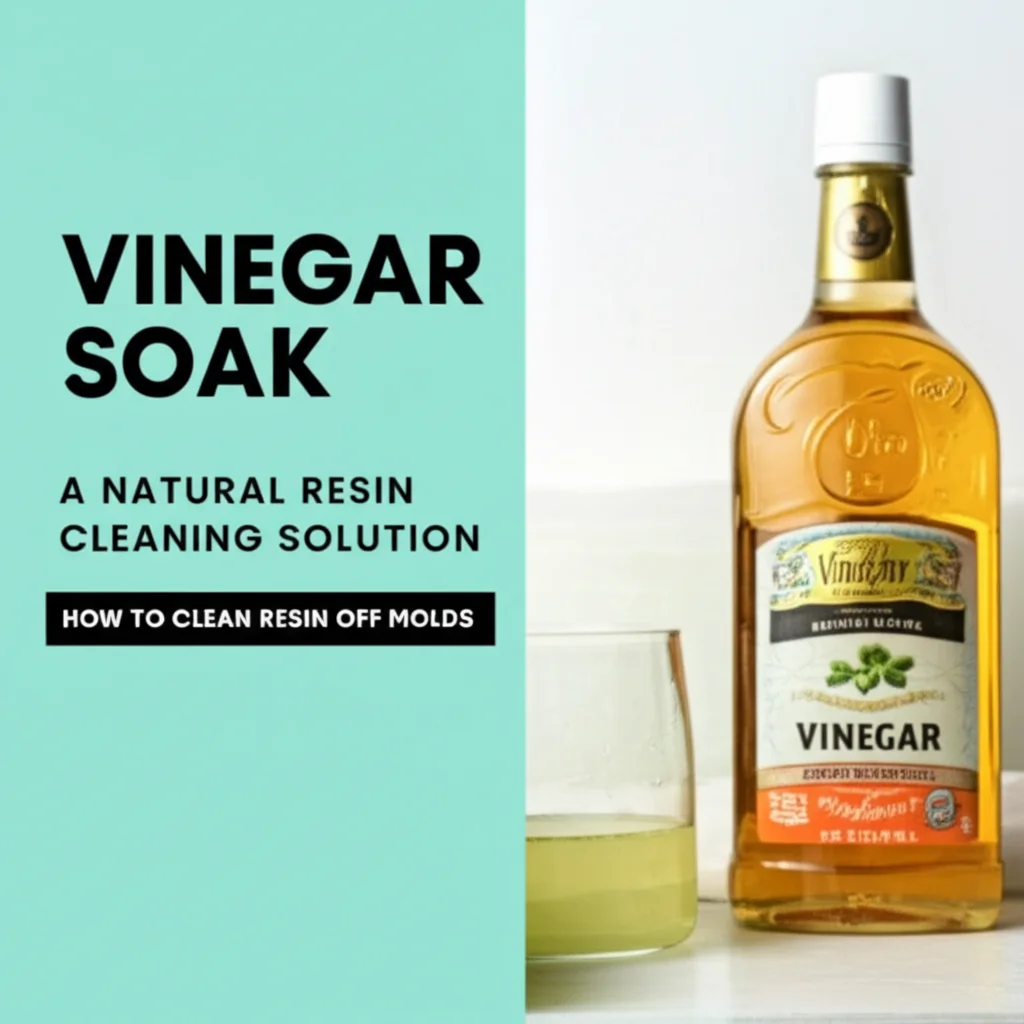 VINEGAR
SOAK
A NATURAL RESIN
CLEANING SOLUTION
HOW TO CLEAN RESIN OFF MOLDS
VINEGAR